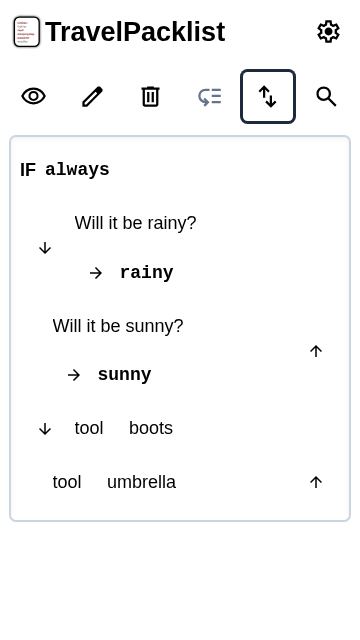 TravelPacklist
IF always
Will it be rainy?
rainy
Will it be sunny?
sunny
tool boots
tool umbrella